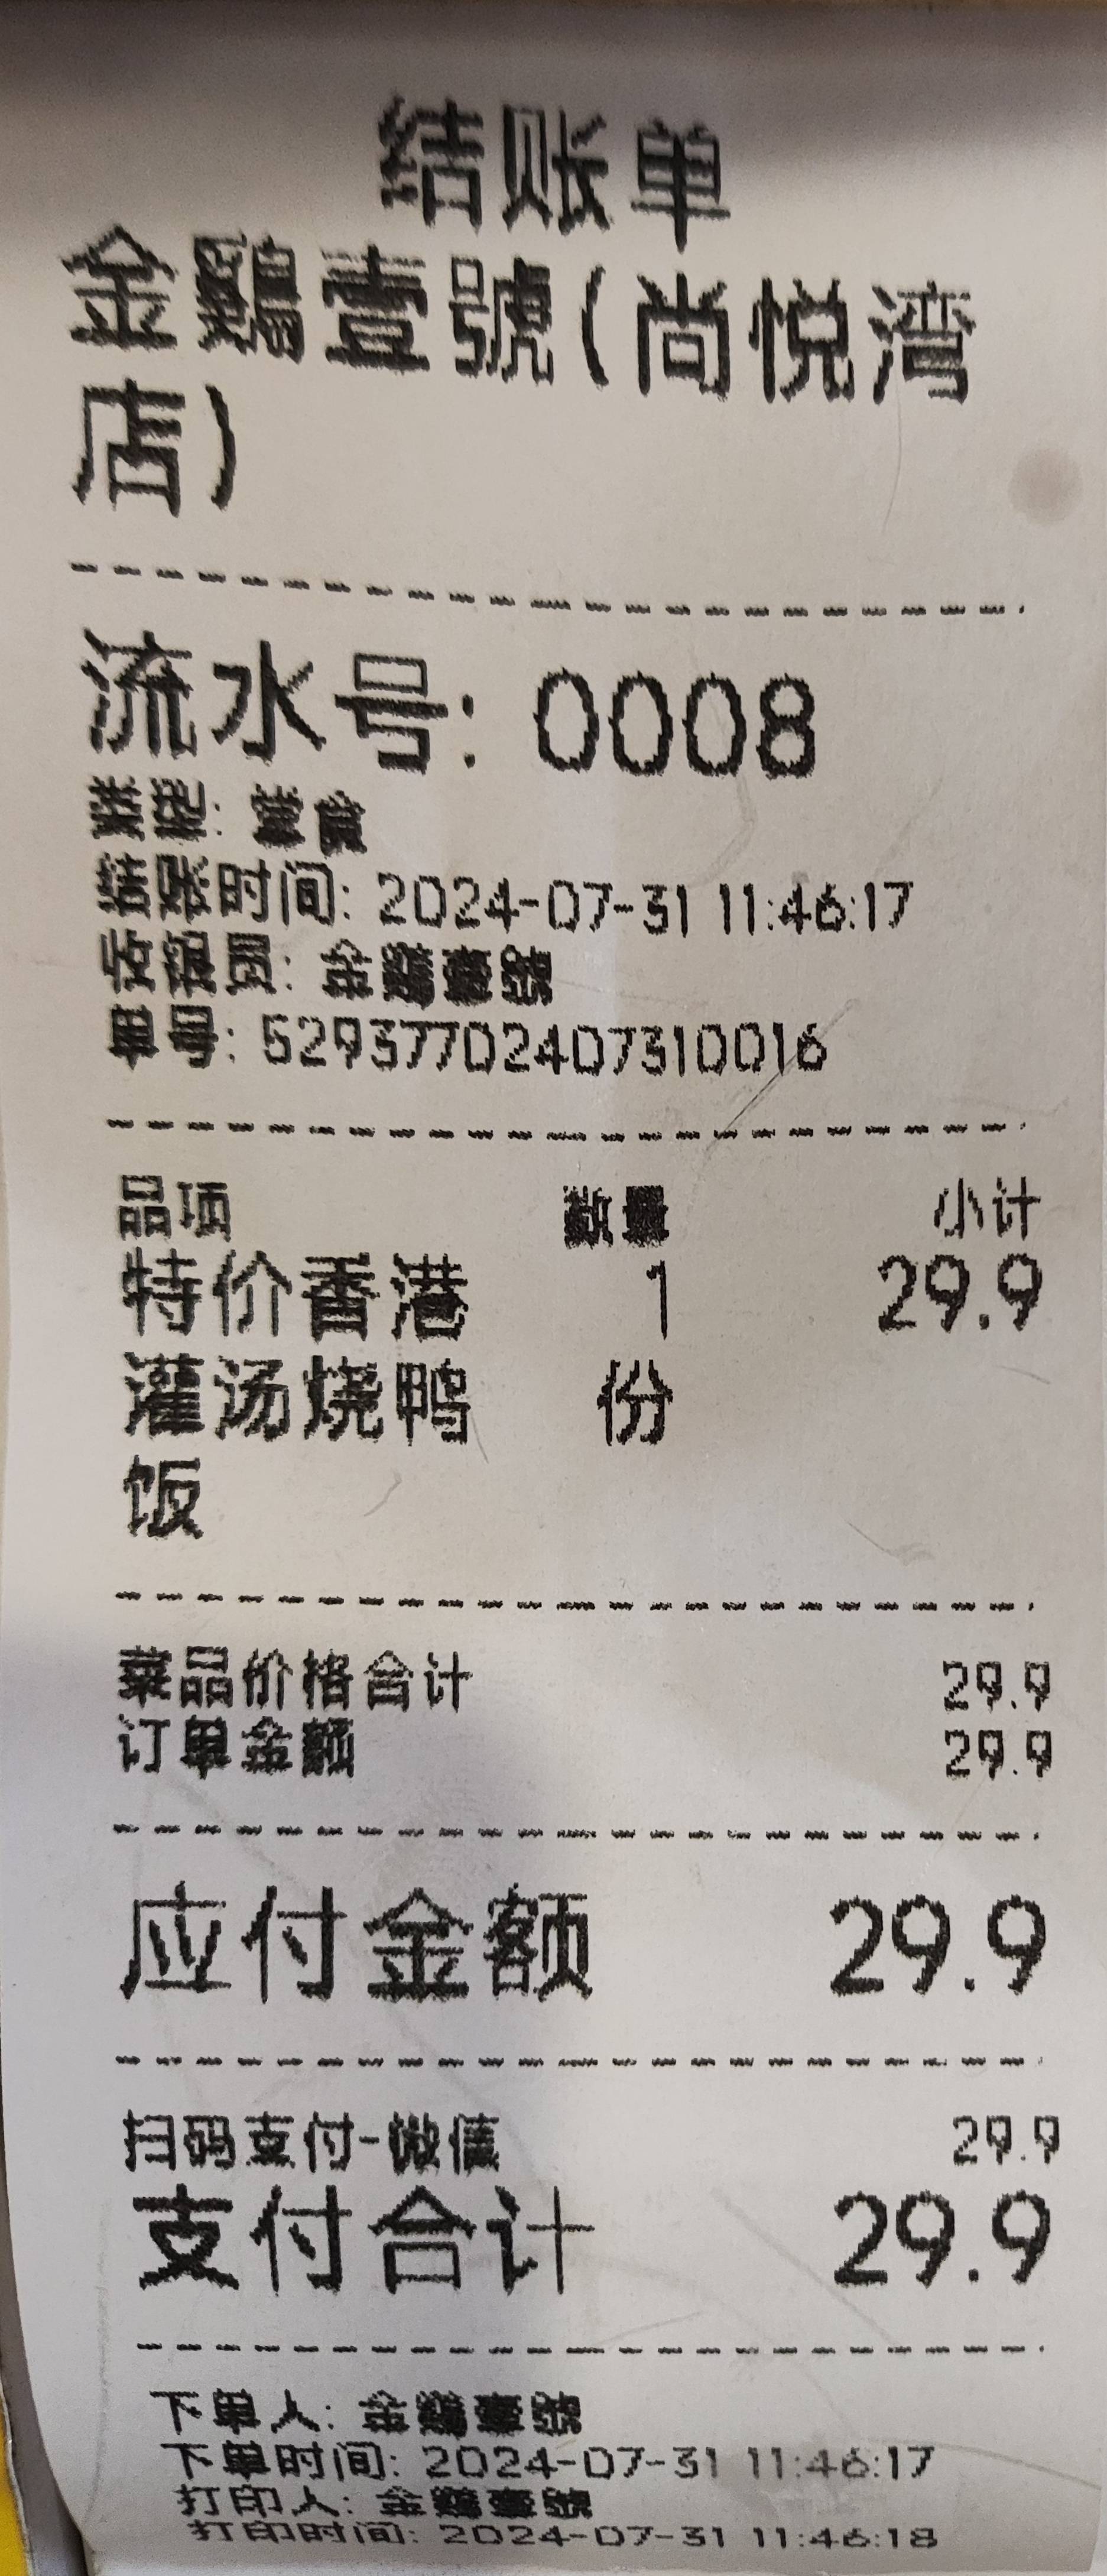 结账单
金鷄壹號(尚悦湾
店)
流水号: 0008
类型: 堂食
结账时间: 2024-07-31 11:46:17
收银员: 金鷄壹號
单号: 52937702407310016
品项 数量 小计
特价香港 1 29.9
灌汤烧鸭 份
饭
菜品价格合计 29.9
订单金额 29.9
应付金额 29.9
扫码支付-微信 29.9
支付合计 29.9
下单人: 金鷄壹號
下单时间: 2024-07-31 11:46:17
打印人: 金鷄壹號
打印时间: 2024-07-31 11:46:18